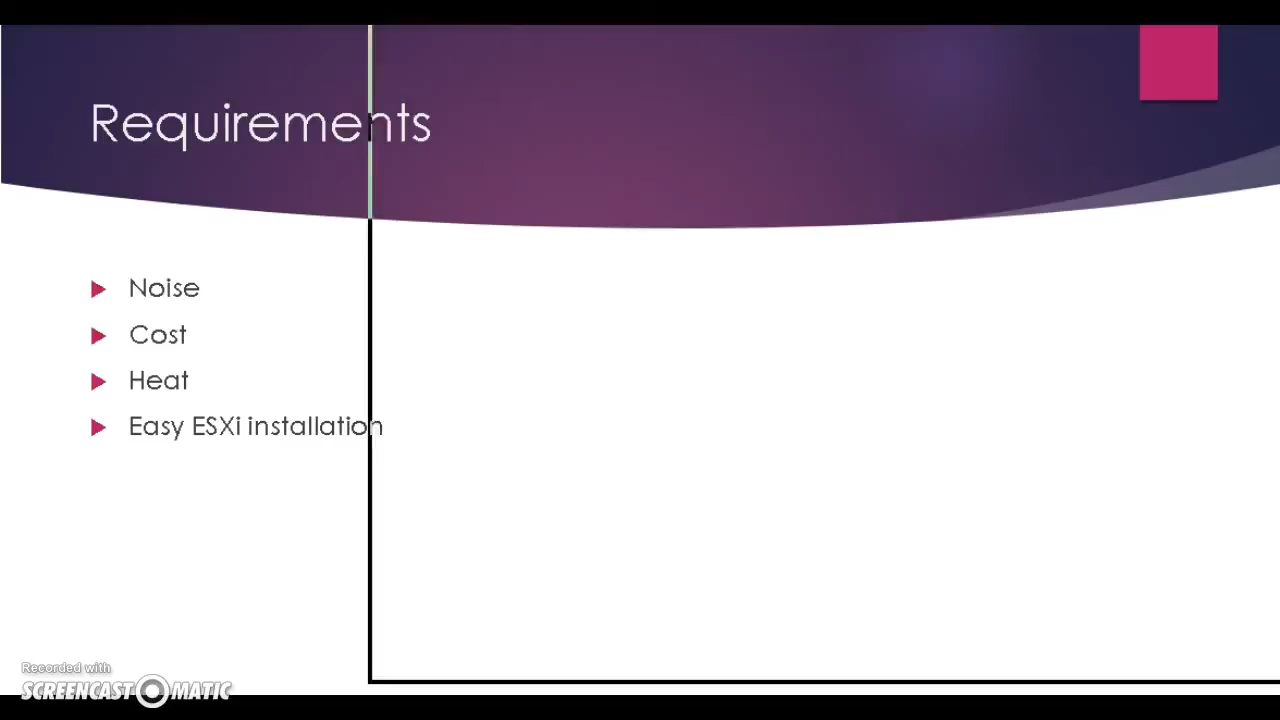 Requirements
Noise
Cost
Heat
Easy ESXi installation
Recorded with
SCREENCAST MATIC